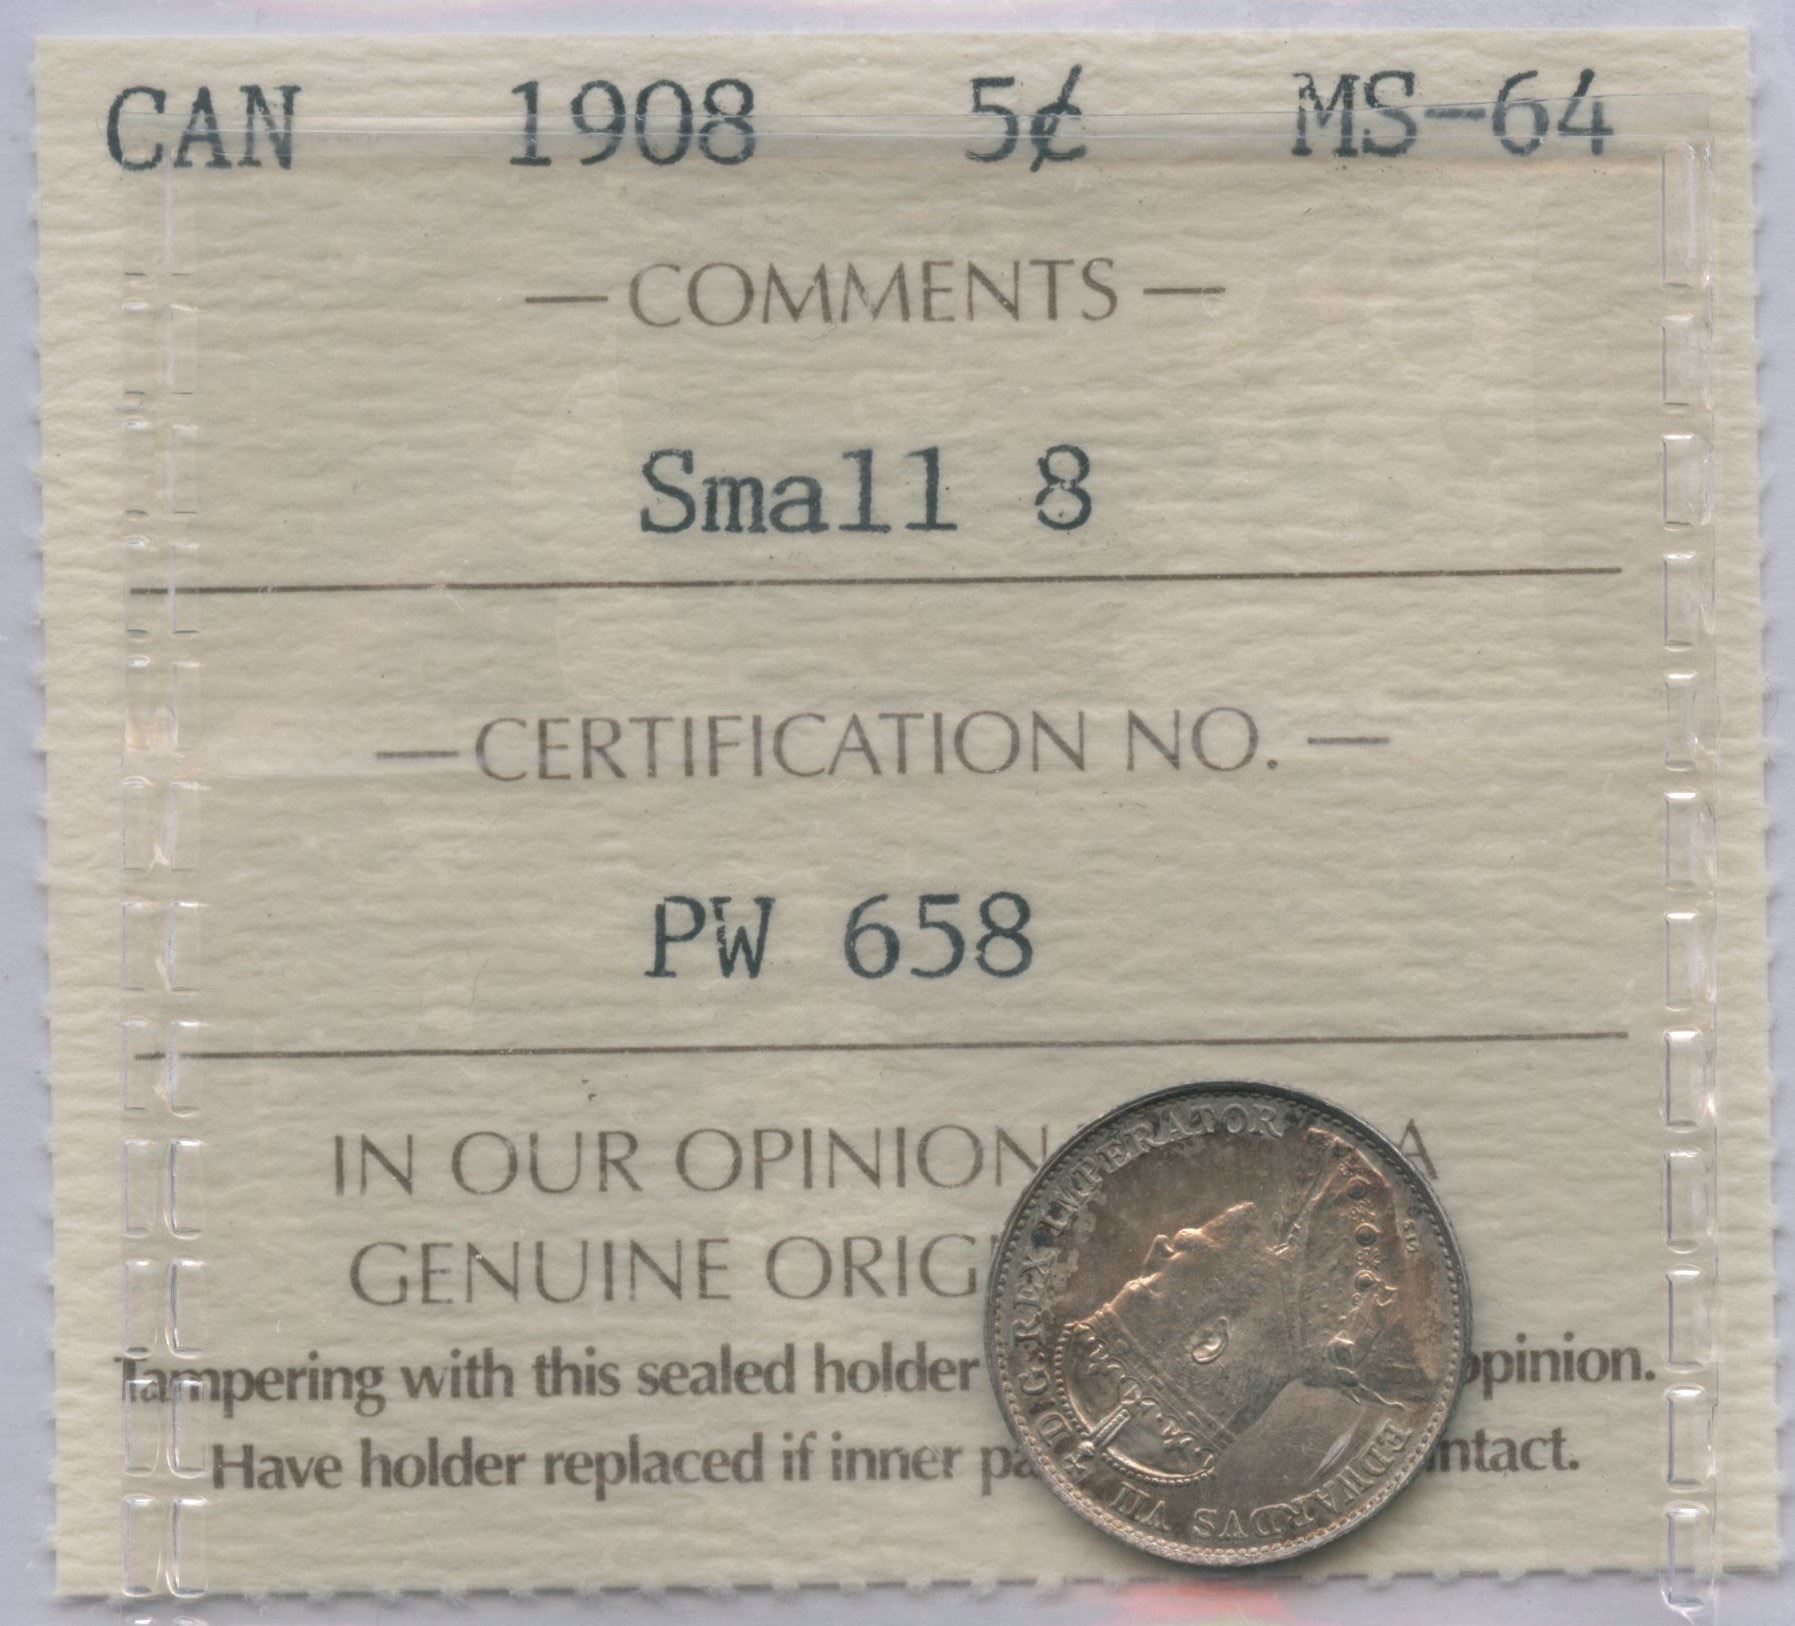 CAN 1908 5¢ MS-64
— COMMENTS —
Small 8
— CERTIFICATION NO. —
PW 658
IN OUR OPINION A
GENUINE ORIG
Tampering with this sealed holder opinion.
Have holder replaced if inner pa ntact.
EDWARDVS VII D.G. REX IMPERATOR